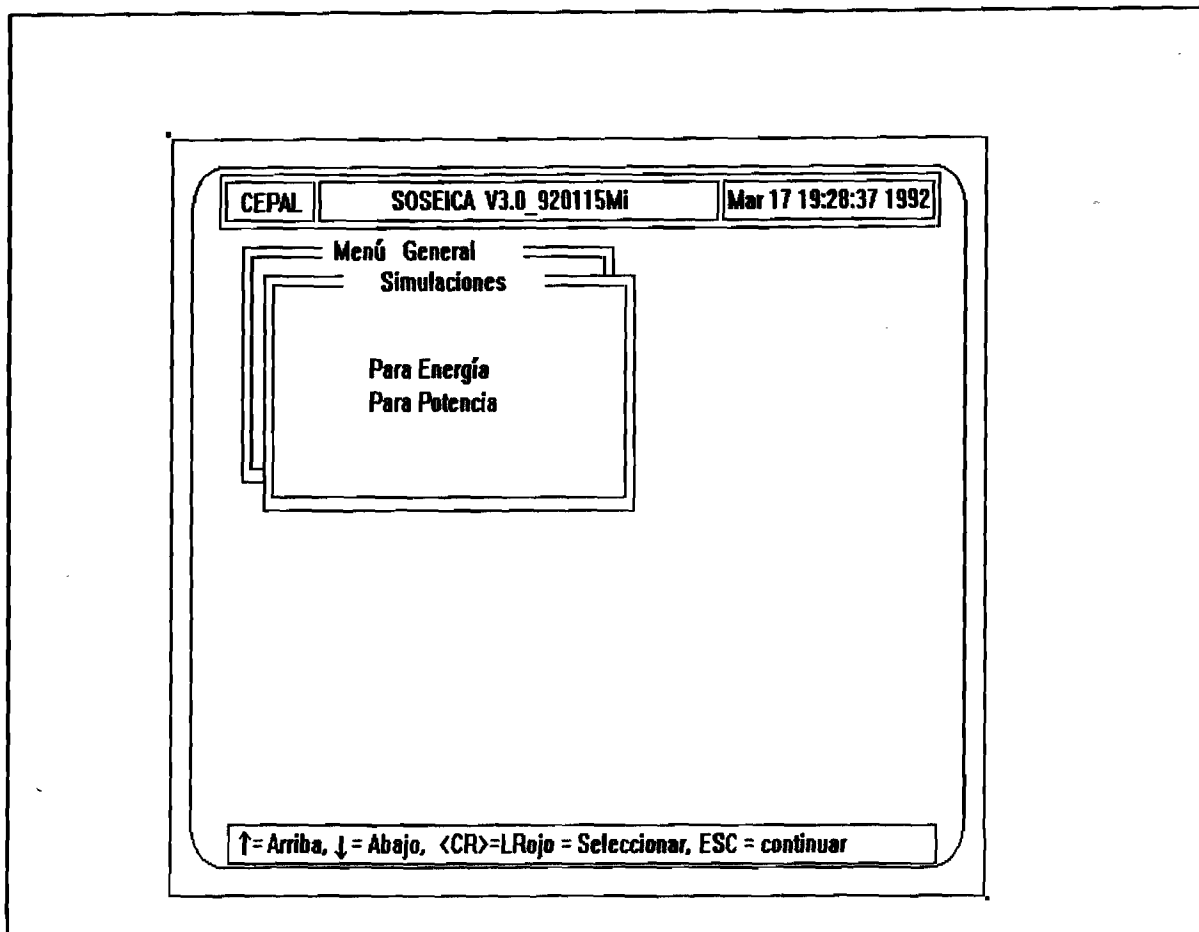 CEPAL SOSEICA V3.0_920115Mi Mar 17 19:28:37 1992
Menú General
Simulaciones
Para Energía
Para Potencia
↑= Arriba, ↓ = Abajo, <CR>=LRojo = Seleccionar, ESC = continuar